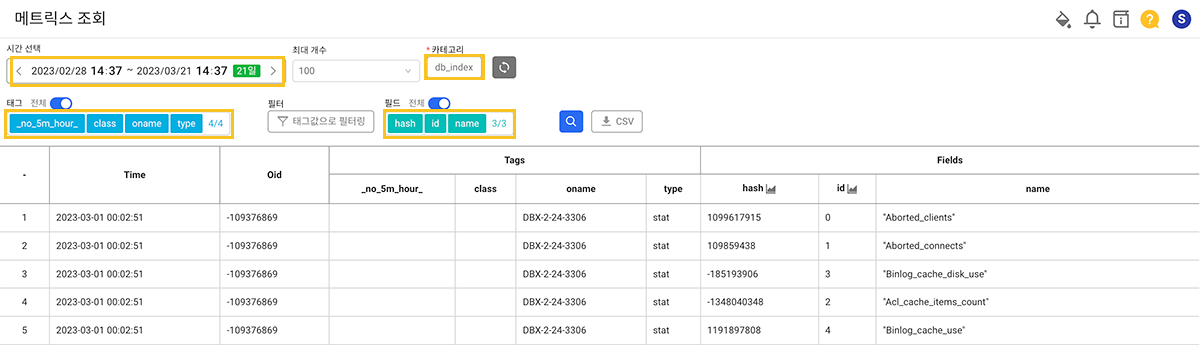 메트릭스 조회
? S
시간 선택 최대 개수 * 카테고리
< 2023/02/28 14:37 ~ 2023/03/21 14:37 21일 > 100 db_index
태그 전체 필터 필드 전체
_no_5m_hour_ class oname type 4/4 태그값으로 필터링 hash id name 3/3 CSV
- Time Oid Tags Fields
_no_5m_hour_ class oname type hash id name
1 2023-03-01 00:02:51 -109376869 DBX-2-24-3306 stat 1099617915 0 "Aborted_clients"
2 2023-03-01 00:02:51 -109376869 DBX-2-24-3306 stat 109859438 1 "Aborted_connects"
3 2023-03-01 00:02:51 -109376869 DBX-2-24-3306 stat -185193906 3 "Binlog_cache_disk_use"
4 2023-03-01 00:02:51 -109376869 DBX-2-24-3306 stat -1348040348 2 "Acl_cache_items_count"
5 2023-03-01 00:02:51 -109376869 DBX-2-24-3306 stat 1191897808 4 "Binlog_cache_use"